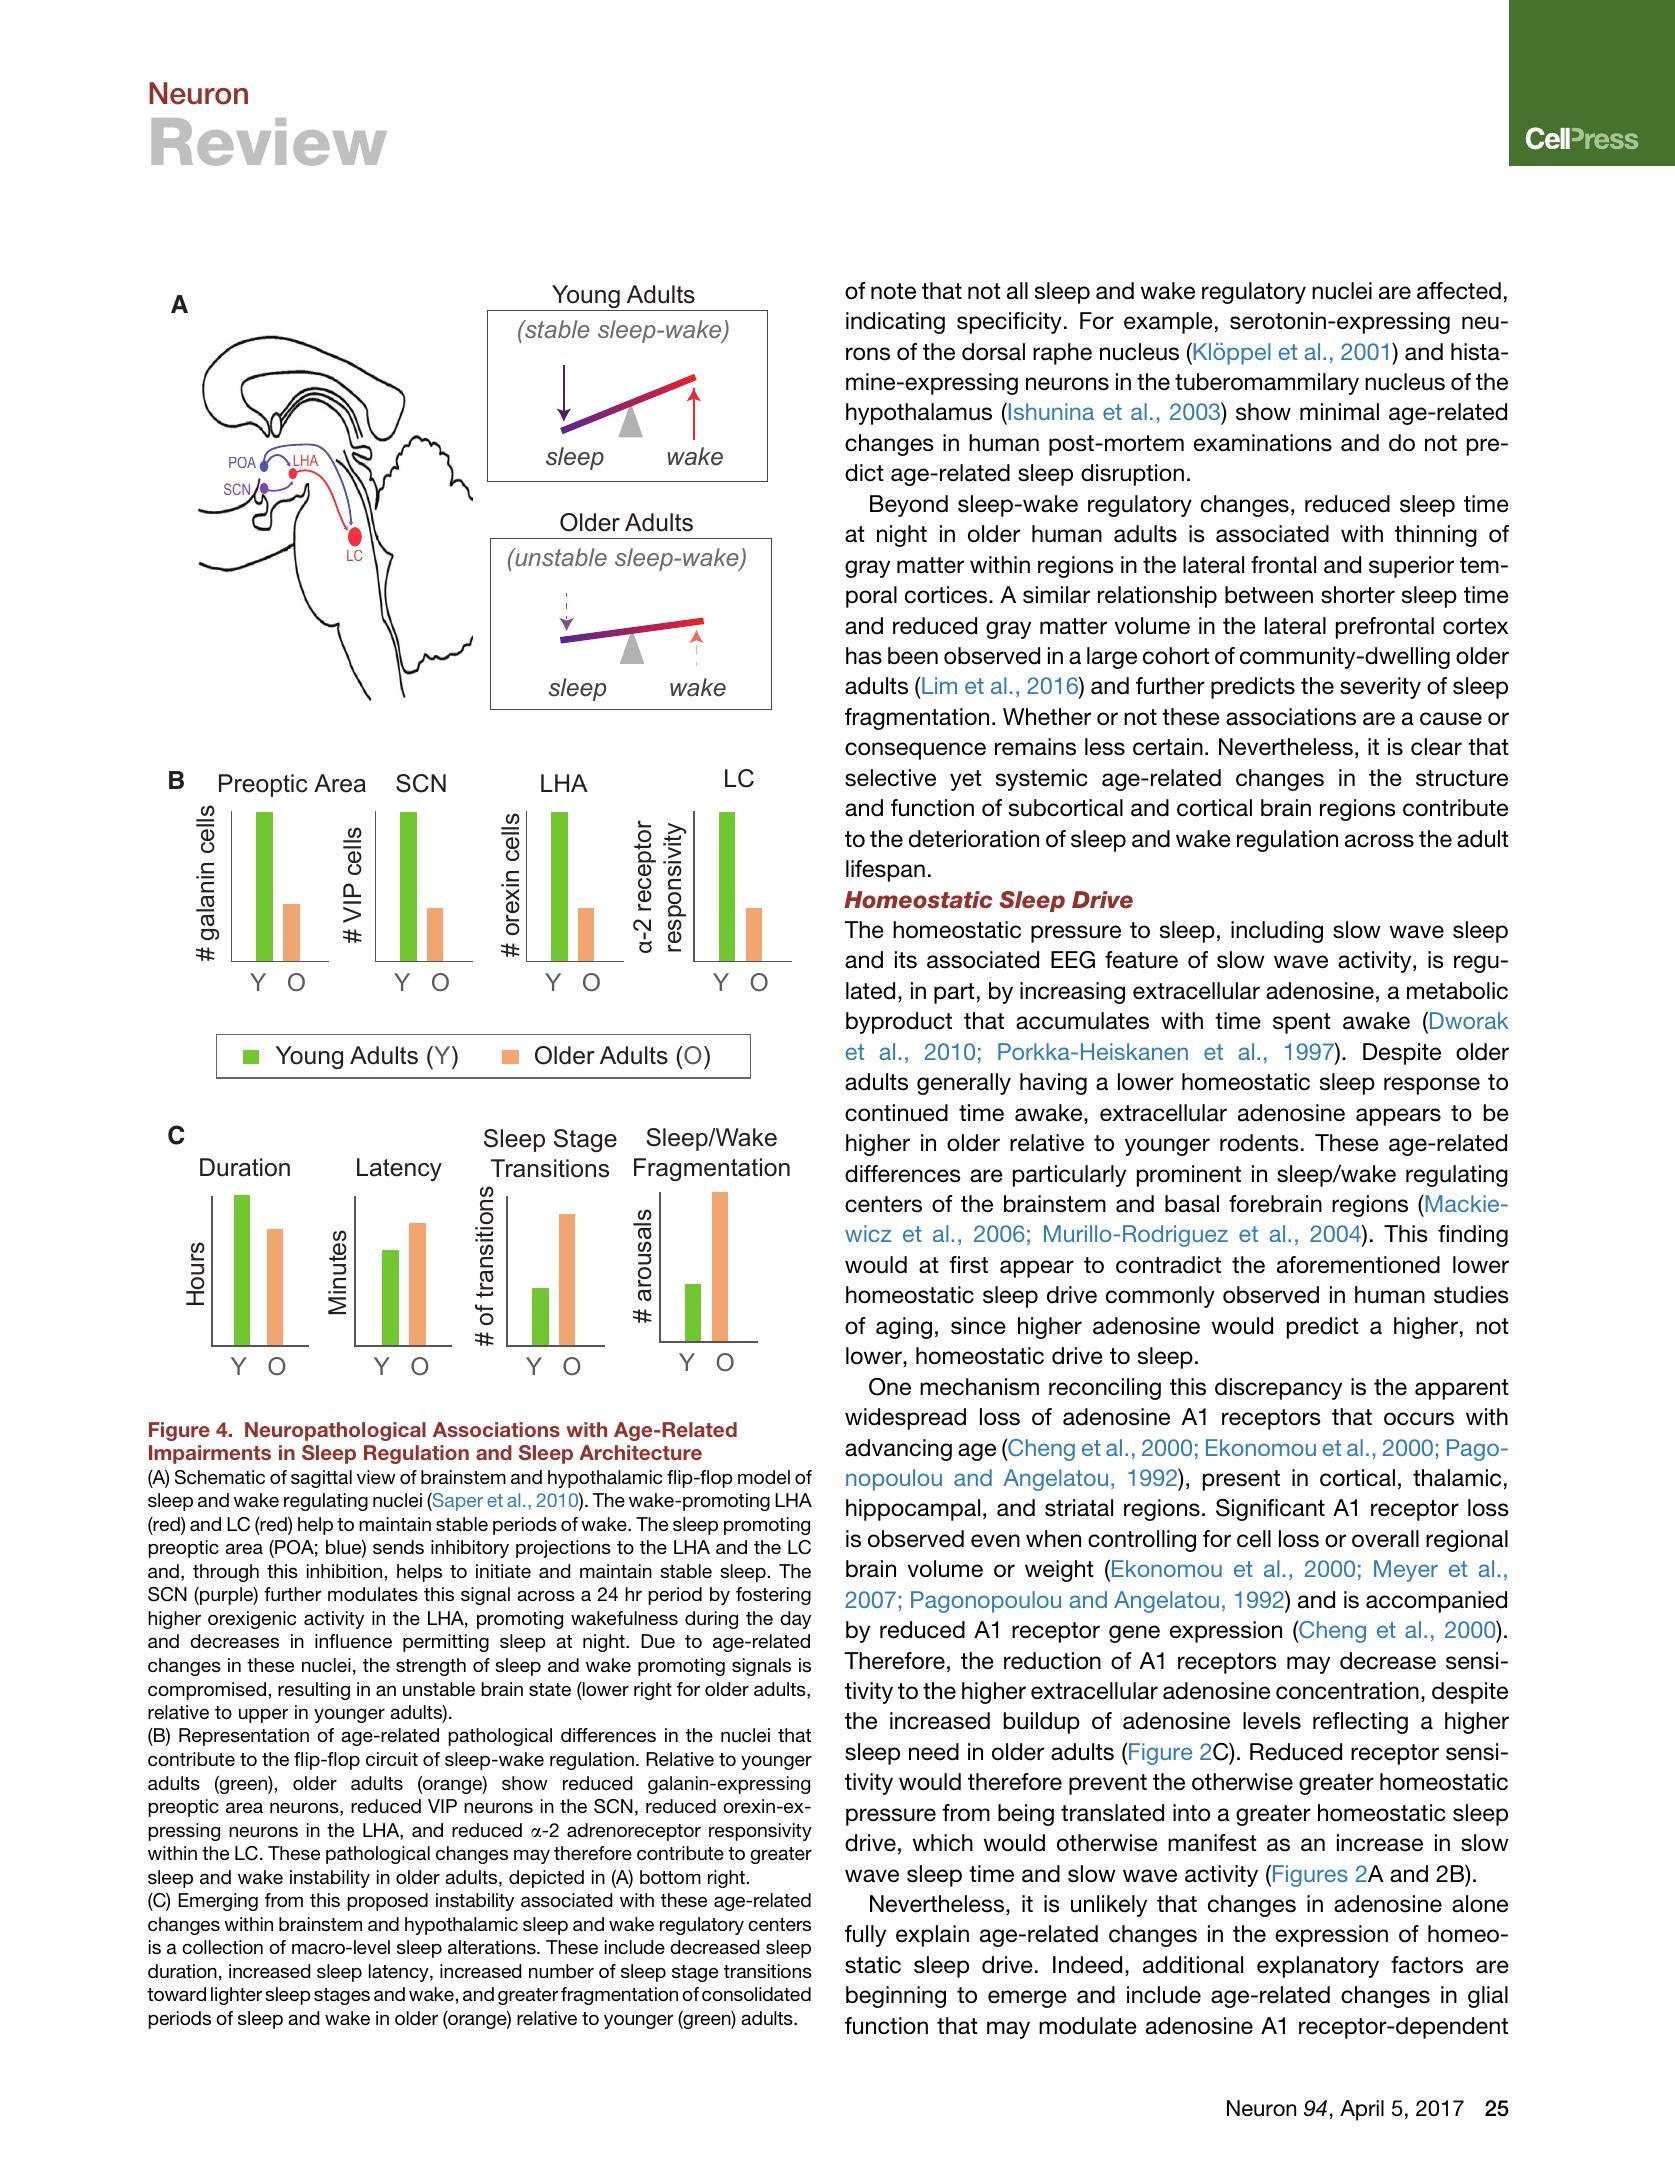 Neuron
Review
CellPress
A
Young Adults
(stable sleep-wake)
sleep
wake
POA
LHA
SCN
LC
Older Adults
(unstable sleep-wake)
sleep
wake
B
Preoptic Area
SCN
LHA
LC
# galanin cells
# VIP cells
# orexin cells
α-2 receptor
responsivity
Y O
Y O
Y O
Y O
Young Adults (Y)
Older Adults (O)
C
Duration
Latency
Sleep Stage
Transitions
Sleep/Wake
Fragmentation
Hours
Minutes
# of transitions
# arousals
Y O
Y O
Y O
Y O
Figure 4. Neuropathological Associations with Age-Related
Impairments in Sleep Regulation and Sleep Architecture
(A) Schematic of sagittal view of brainstem and hypothalamic flip-flop model of
sleep and wake regulating nuclei (Saper et al., 2010). The wake-promoting LHA
(red) and LC (red) help to maintain stable periods of wake. The sleep promoting
preoptic area (POA; blue) sends inhibitory projections to the LHA and the LC
and, through this inhibition, helps to initiate and maintain stable sleep. The
SCN (purple) further modulates this signal across a 24 hr period by fostering
higher orexigenic activity in the LHA, promoting wakefulness during the day
and decreases in influence permitting sleep at night. Due to age-related
changes in these nuclei, the strength of sleep and wake promoting signals is
compromised, resulting in an unstable brain state (lower right for older adults,
relative to upper in younger adults).
(B) Representation of age-related pathological differences in the nuclei that
contribute to the flip-flop circuit of sleep-wake regulation. Relative to younger
adults (green), older adults (orange) show reduced galanin-expressing
preoptic area neurons, reduced VIP neurons in the SCN, reduced orexin-ex-
pressing neurons in the LHA, and reduced α-2 adrenoreceptor responsivity
within the LC. These pathological changes may therefore contribute to greater
sleep and wake instability in older adults, depicted in (A) bottom right.
(C) Emerging from this proposed instability associated with these age-related
changes within brainstem and hypothalamic sleep and wake regulatory centers
is a collection of macro-level sleep alterations. These include decreased sleep
duration, increased sleep latency, increased number of sleep stage transitions
toward lighter sleep stages and wake, and greater fragmentation of consolidated
periods of sleep and wake in older (orange) relative to younger (green) adults.
of note that not all sleep and wake regulatory nuclei are affected,
indicating specificity. For example, serotonin-expressing neu-
rons of the dorsal raphe nucleus (Klöppel et al., 2001) and hista-
mine-expressing neurons in the tuberomammilary nucleus of the
hypothalamus (Ishunina et al., 2003) show minimal age-related
changes in human post-mortem examinations and do not pre-
dict age-related sleep disruption.
Beyond sleep-wake regulatory changes, reduced sleep time
at night in older human adults is associated with thinning of
gray matter within regions in the lateral frontal and superior tem-
poral cortices. A similar relationship between shorter sleep time
and reduced gray matter volume in the lateral prefrontal cortex
has been observed in a large cohort of community-dwelling older
adults (Lim et al., 2016) and further predicts the severity of sleep
fragmentation. Whether or not these associations are a cause or
consequence remains less certain. Nevertheless, it is clear that
selective yet systemic age-related changes in the structure
and function of subcortical and cortical brain regions contribute
to the deterioration of sleep and wake regulation across the adult
lifespan.
Homeostatic Sleep Drive
The homeostatic pressure to sleep, including slow wave sleep
and its associated EEG feature of slow wave activity, is regu-
lated, in part, by increasing extracellular adenosine, a metabolic
byproduct that accumulates with time spent awake (Dworak
et al., 2010; Porkka-Heiskanen et al., 1997). Despite older
adults generally having a lower homeostatic sleep response to
continued time awake, extracellular adenosine appears to be
higher in older relative to younger rodents. These age-related
differences are particularly prominent in sleep/wake regulating
centers of the brainstem and basal forebrain regions (Mackie-
wicz et al., 2006; Murillo-Rodriguez et al., 2004). This finding
would at first appear to contradict the aforementioned lower
homeostatic sleep drive commonly observed in human studies
of aging, since higher adenosine would predict a higher, not
lower, homeostatic drive to sleep.
One mechanism reconciling this discrepancy is the apparent
widespread loss of adenosine A1 receptors that occurs with
advancing age (Cheng et al., 2000; Ekonomou et al., 2000; Pago-
nopoulou and Angelatou, 1992), present in cortical, thalamic,
hippocampal, and striatal regions. Significant A1 receptor loss
is observed even when controlling for cell loss or overall regional
brain volume or weight (Ekonomou et al., 2000; Meyer et al.,
2007; Pagonopoulou and Angelatou, 1992) and is accompanied
by reduced A1 receptor gene expression (Cheng et al., 2000).
Therefore, the reduction of A1 receptors may decrease sensi-
tivity to the higher extracellular adenosine concentration, despite
the increased buildup of adenosine levels reflecting a higher
sleep need in older adults (Figure 2C). Reduced receptor sensi-
tivity would therefore prevent the otherwise greater homeostatic
pressure from being translated into a greater homeostatic sleep
drive, which would otherwise manifest as an increase in slow
wave sleep time and slow wave activity (Figures 2A and 2B).
Nevertheless, it is unlikely that changes in adenosine alone
fully explain age-related changes in the expression of homeo-
static sleep drive. Indeed, additional explanatory factors are
beginning to emerge and include age-related changes in glial
function that may modulate adenosine A1 receptor-dependent
Neuron 94, April 5, 2017 25